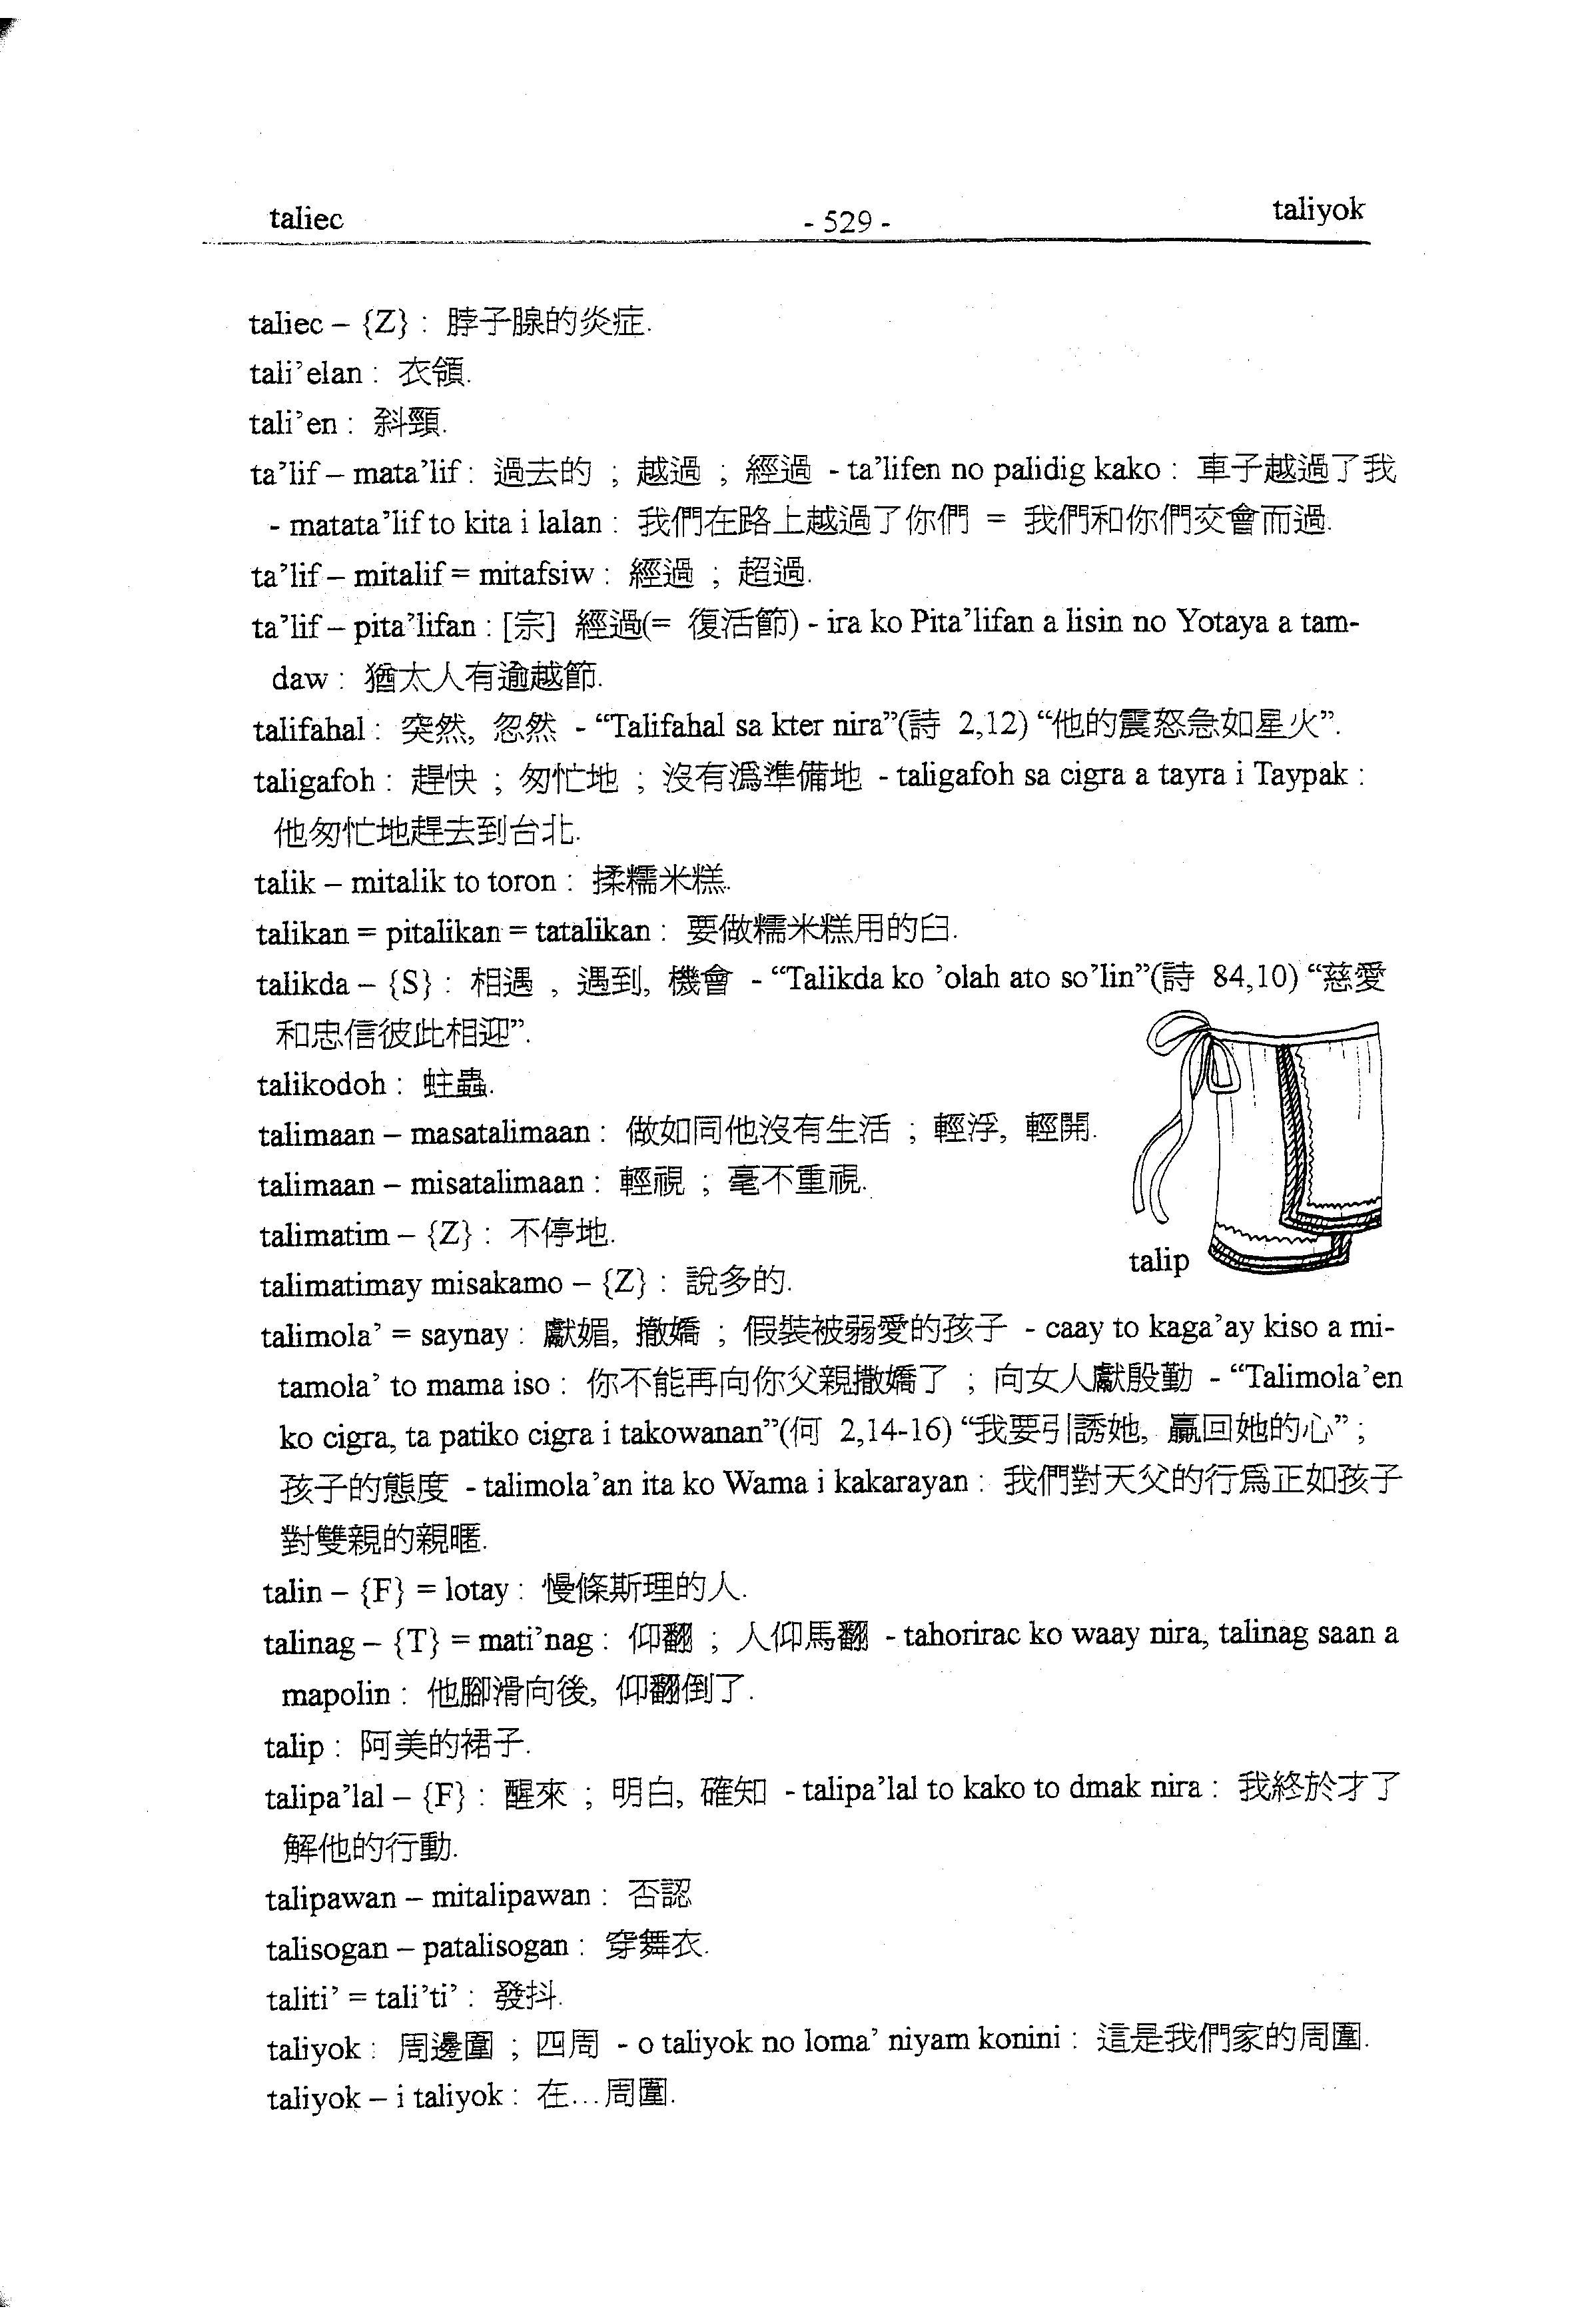 taliec - 529 - taliyok
taliec – {Z} : 脖子腺的炎症.
tali’elan : 衣領.
tali’en : 斜頸.
ta’lif – mata’lif : 過去的 ; 越過 ; 經過 - ta’lifen no palidig kako : 車子越過了我
- matata’lif to kita i lalan : 我們在路上越過了你們 = 我們和你們交會而過.
ta’lif – mitalif = mitafsiw : 經過 ; 超過.
ta’lif – pita’lifan : [宗] 經過(= 復活節) - ira ko Pita’lifan a lisin no Yotaya a tam-
daw : 猶太人有逾越節.
talifahal : 突然, 忽然 - “Talifahal sa kter nira”(詩 2,12) “他的震怒急如星火”.
taligafoh : 趕快 ; 匆忙地 ; 沒有為準備地 - taligafoh sa cigra a tayra i Taypak :
他匆忙地趕去到台北.
talik – mitalik to toron : 揉糯米糕.
talikan = pitalikan = tatalikan : 要做糯米糕用的臼.
talikda – {S} : 相遇 , 遇到, 機會 - “Talikda ko ’olah ato so’lin”(詩 84,10) “慈愛
和忠信彼此相迎”.
talikodoh : 蛀蟲.
talimaan – masatalimaan : 做如同他沒有生活 ; 輕浮, 輕開.
talimaan – misatalimaan : 輕視 ; 毫不重視.
talimatim – {Z} : 不停地.
talip
talimatimay misakamo – {Z} : 說多的.
talimola’ = saynay : 獻媚, 撒嬌 ; 假裝被弱愛的孩子 - caay to kaga’ay kiso a mi-
tamola’ to mama iso : 你不能再向你父親撒嬌了 ; 向女人獻殷勤 - “Talimola’en
ko cigra, ta patiko cigra i takowanan”(何 2,14-16) “我要引誘她, 贏回她的心” ;
孩子的態度 - talimola’an ita ko Wama i kakarayan : 我們對天父的行為正如孩子
對雙親的親暱.
talin – {F} = lotay : 慢條斯理的人.
talinag – {T} = mati’nag : 仰翻 ; 人仰馬翻 - tahorirac ko waay nira, talinag saan a
mapolin : 他腳滑向後, 仰翻倒了.
talip : 阿美的裙子.
talipa’lal – {F} : 醒來 ; 明白, 確知 - talipa’lal to kako to dmak nira : 我終於才了
解他的行動.
talipawan – mitalipawan : 否認
talisogan – patalisogan : 穿舞衣.
taliti’ = tali’ti’ : 發抖.
taliyok : 周邊圍 ; 四周 - o taliyok no loma’ niyam konini : 這是我們家的周圍.
taliyok – i taliyok : 在…周圍.